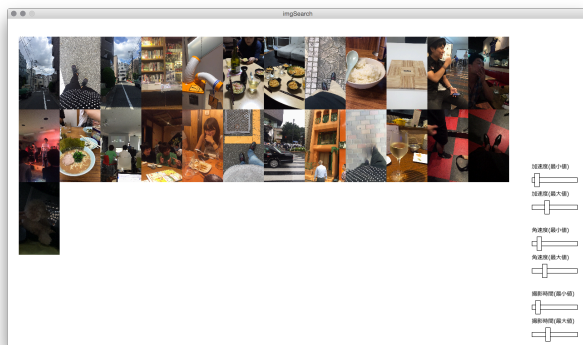 imgSearch
加速度(最小値)
加速度(最大値)
角速度(最小値)
角速度(最大値)
撮影時間(最小値)
撮影時間(最大値)